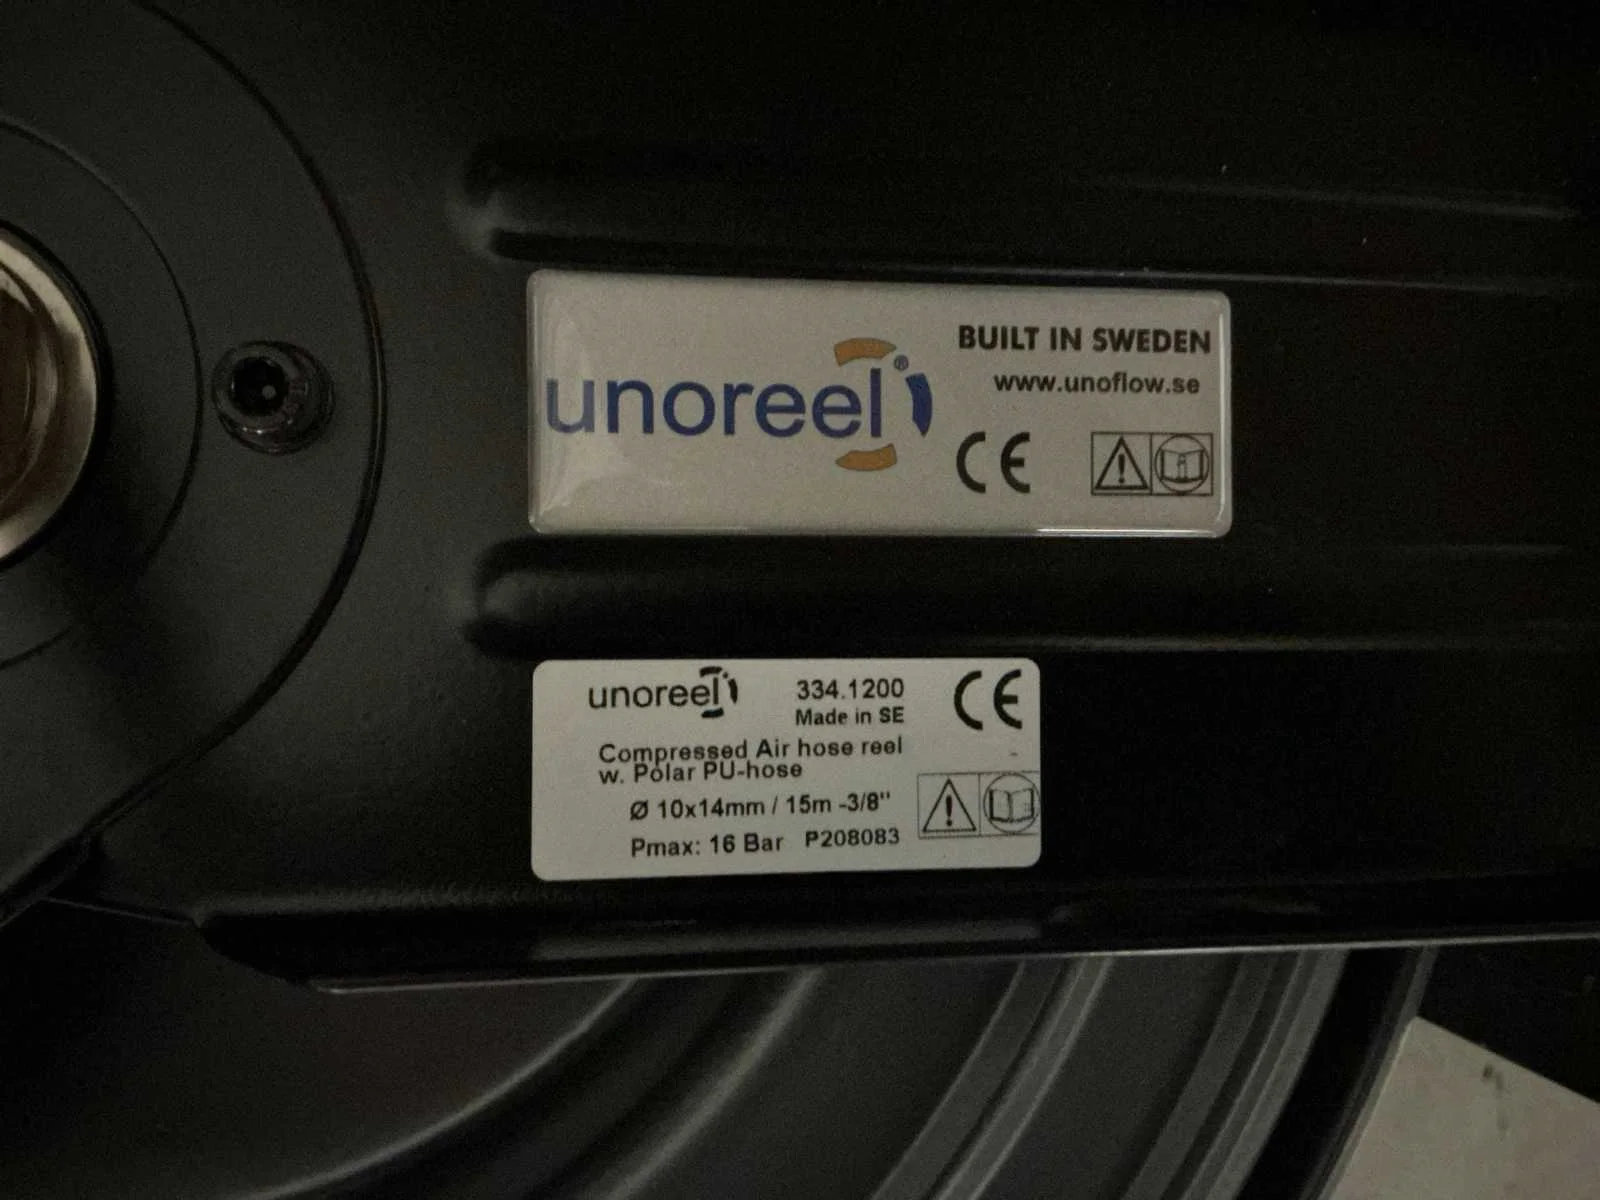 unoreel®
BUILT IN SWEDEN
www.unoflow.se
CE
unoreel
334.1200
Made in SE
CE
Compressed Air hose reel
w. Polar PU-hose
Ø 10x14mm / 15m -3/8"
Pmax: 16 Bar P208083